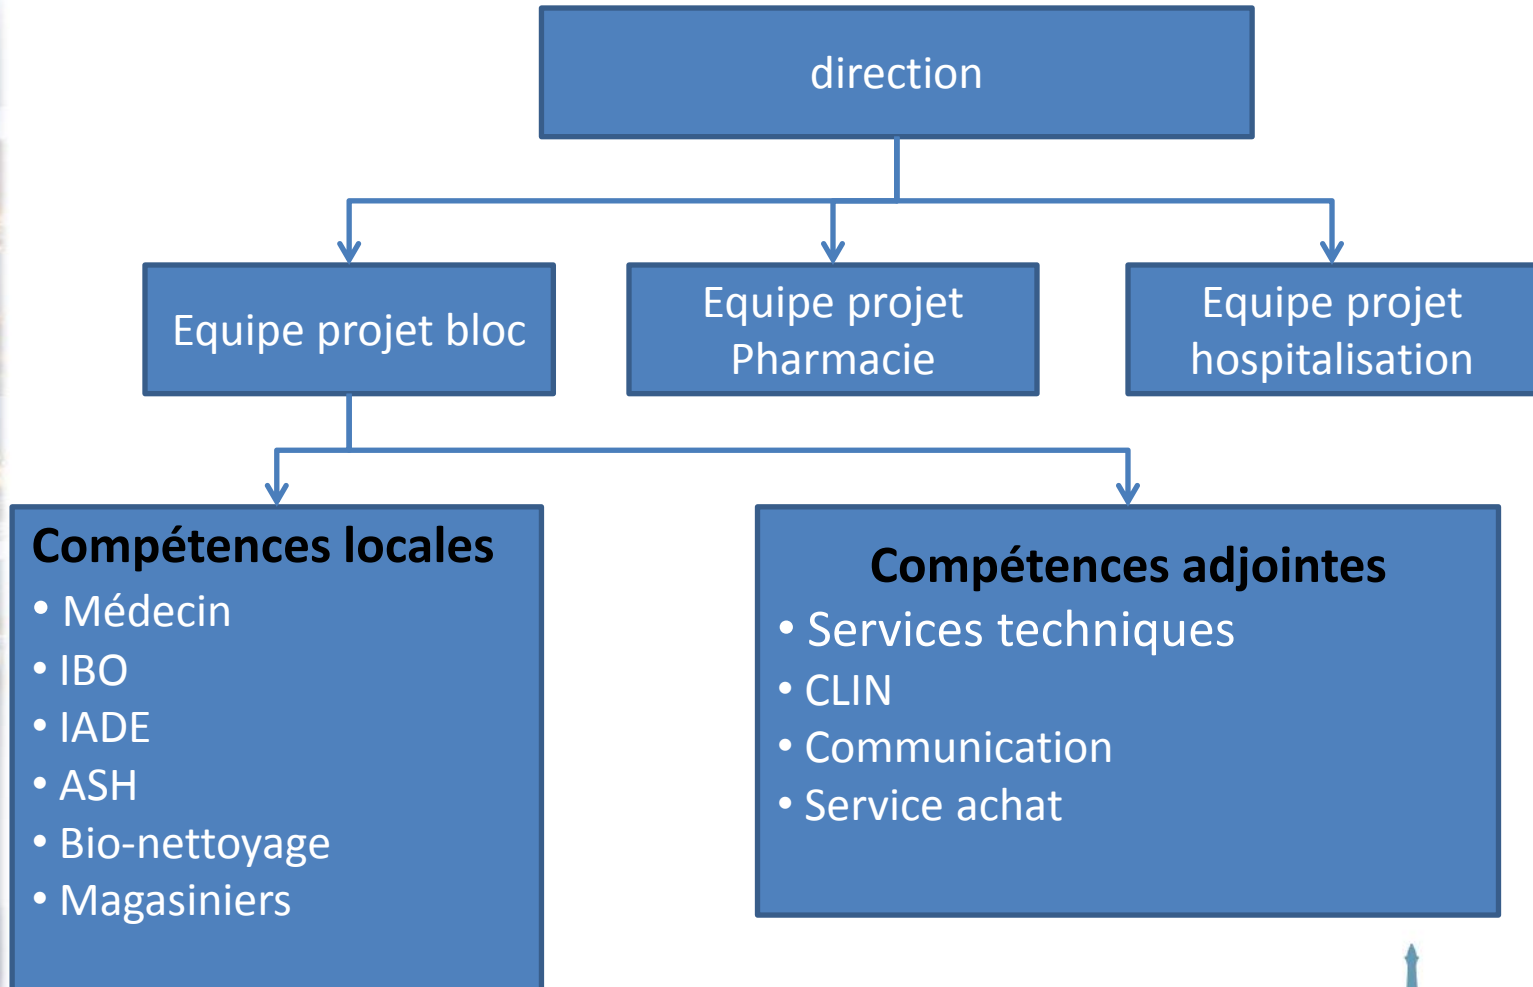 direction
Equipe projet bloc
Equipe projet
Pharmacie
Equipe projet
hospitalisation
Compétences locales
• Médecin
• IBO
• IADE
• ASH
• Bio-nettoyage
• Magasiniers
Compétences adjointes
• Services techniques
• CLIN
• Communication
• Service achat